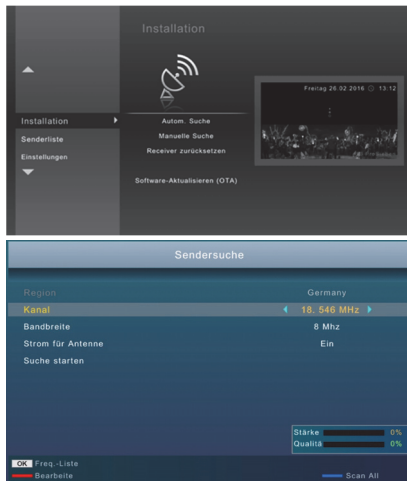 Installation
Freitag 26.02 2016 13:12
Installation
Autom. Suche
Manuelle Suche
Senderliste
Receiver zurücksetzen
Einstellungen
Software-Aktualisieren (OTA)
Sendersuche
Region Germany
Kanal 18. 546 MHz
Bandbreite 8 Mhz
Strom für Antenne Ein
Suche starten
Stärke 0%
Qualitä 0%
OK Freq.-Liste
Bearbeite Scan All